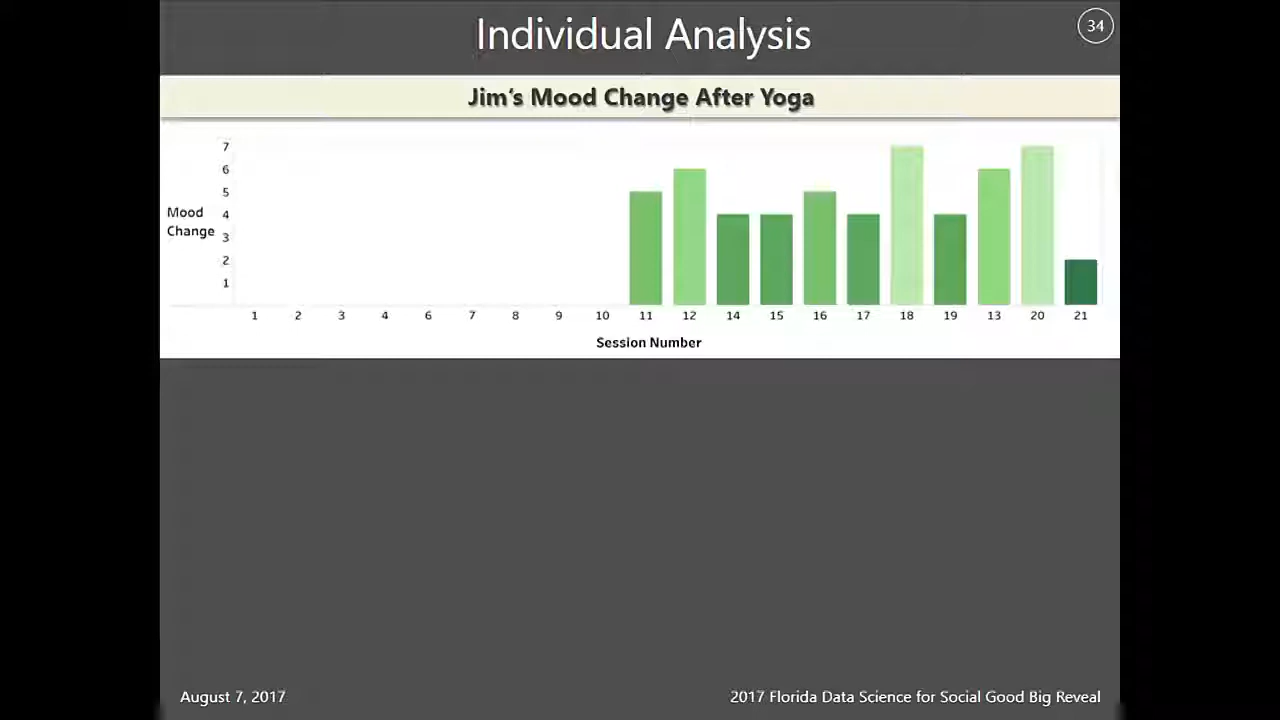 Individual Analysis
34
Jim's Mood Change After Yoga
7
6
5
4
3
2
1
Mood
Change
1 2 3 4 6 7 8 9 10 11 12 14 15 16 17 18 19 13 20 21
Session Number
August 7, 2017
2017 Florida Data Science for Social Good Big Reveal